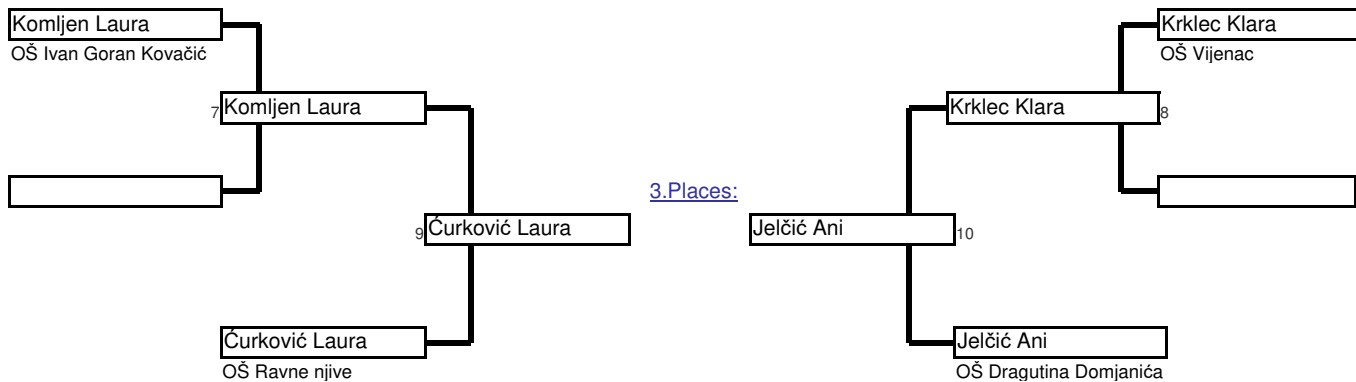 Komljen Laura
OŠ Ivan Goran Kovačić
Krklec Klara
OŠ Vijenac
7
Komljen Laura
Krklec Klara
8
3.Places:
9
Ćurković Laura
Jelčić Ani
10
Ćurković Laura
OŠ Ravne njive
Jelčić Ani
OŠ Dragutina Domjanića